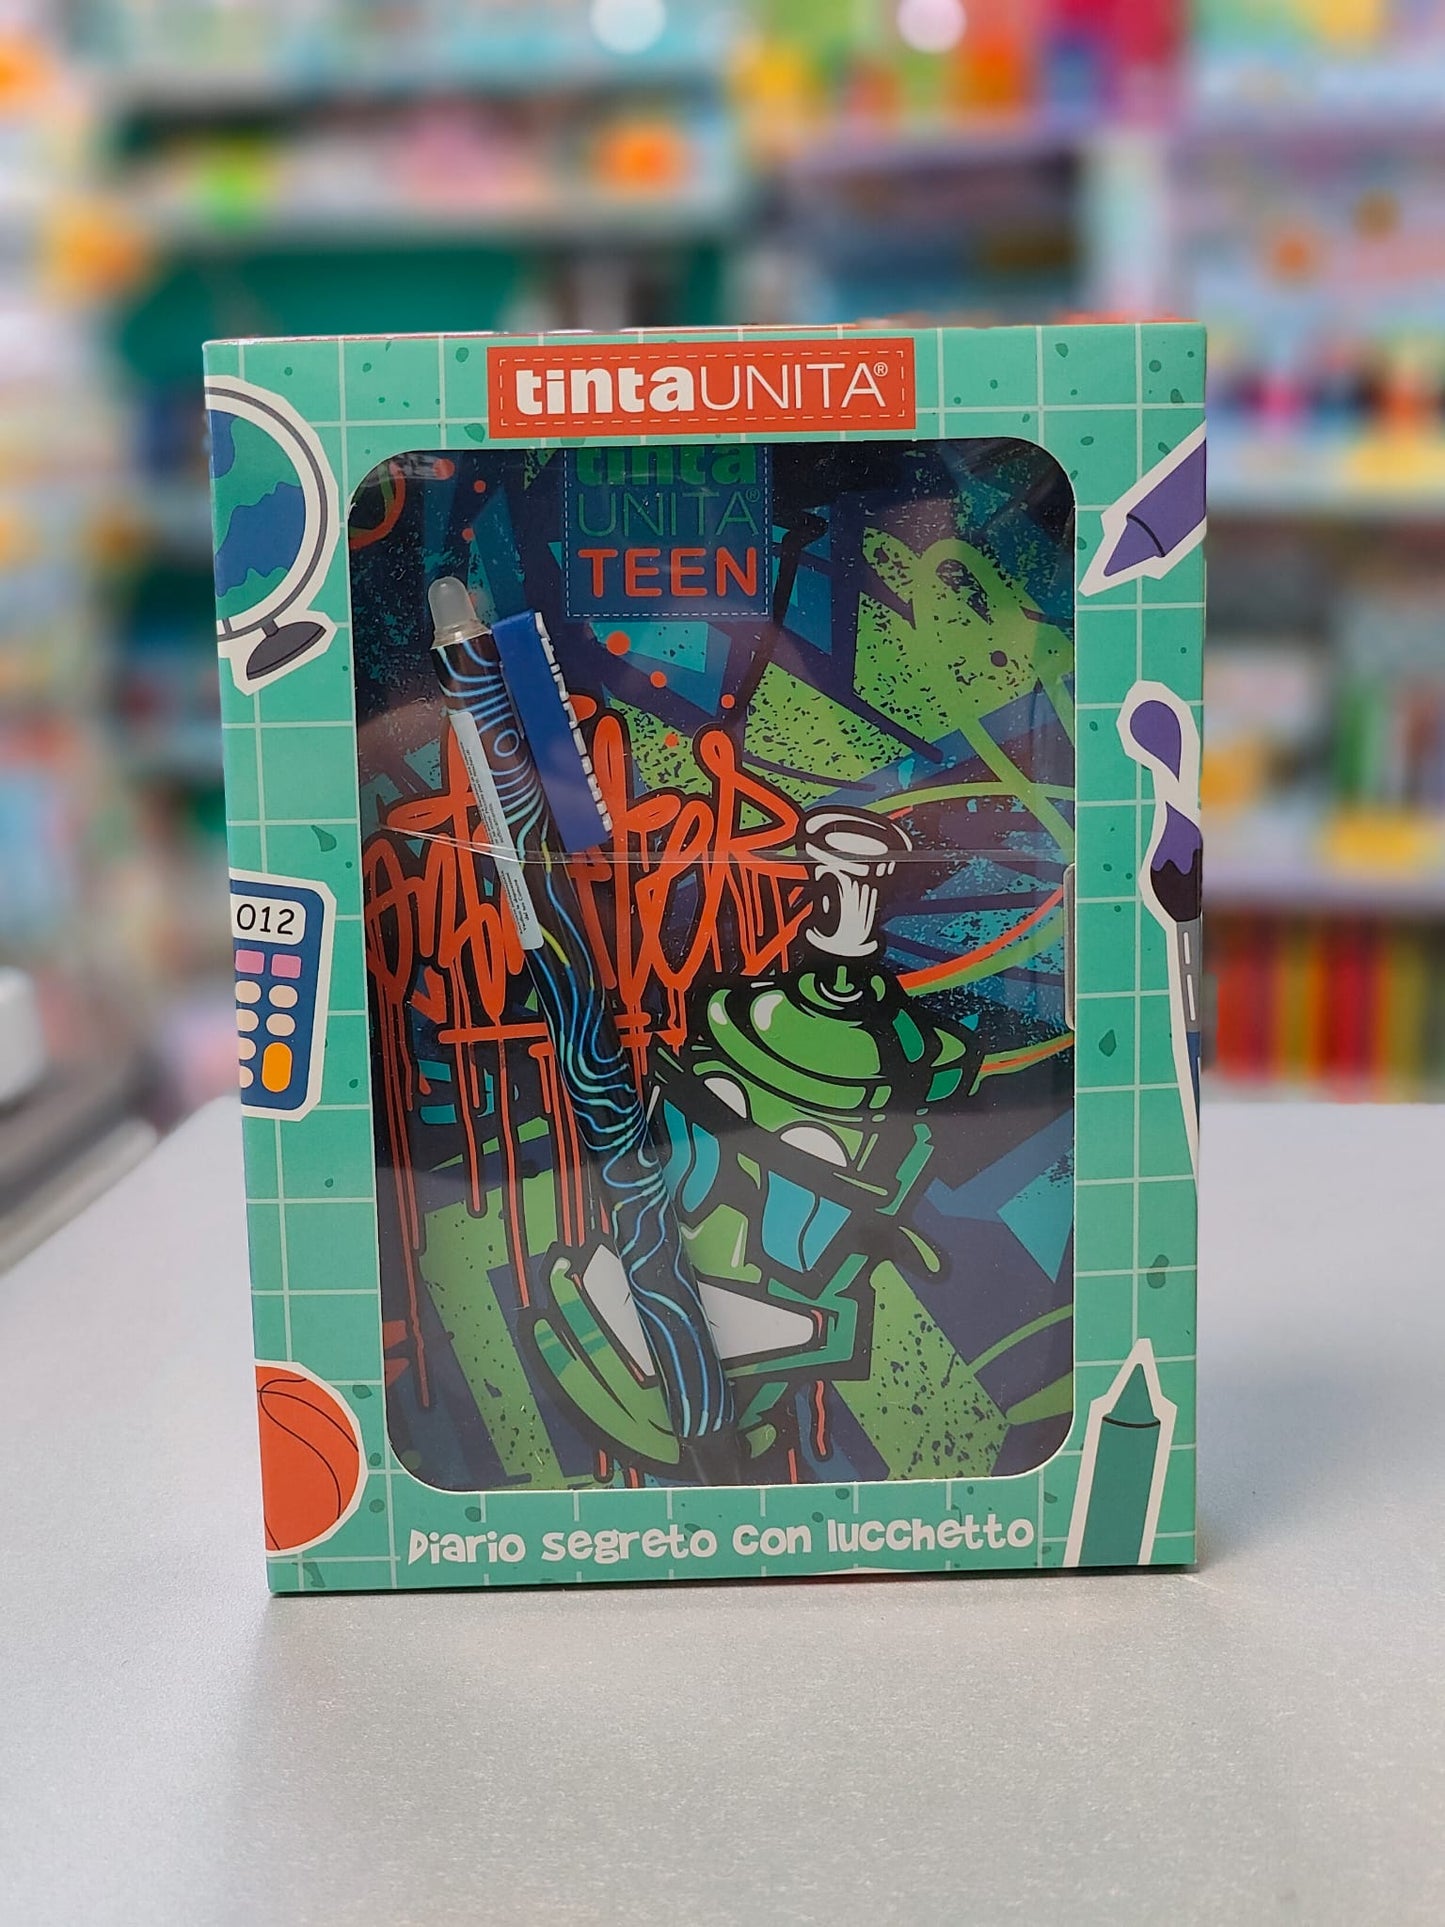 tintaUNITA®
tinta
UNITA®
TEEN
012
Diario segreto con lucchetto